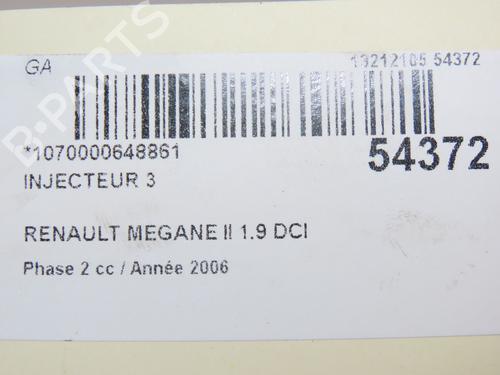 GA
13212105 54372
*1070000648861
54372
INJECTEUR 3
RENAULT MEGANE II 1.9 DCI
Phase 2 cc / Année 2006
B-PARTS